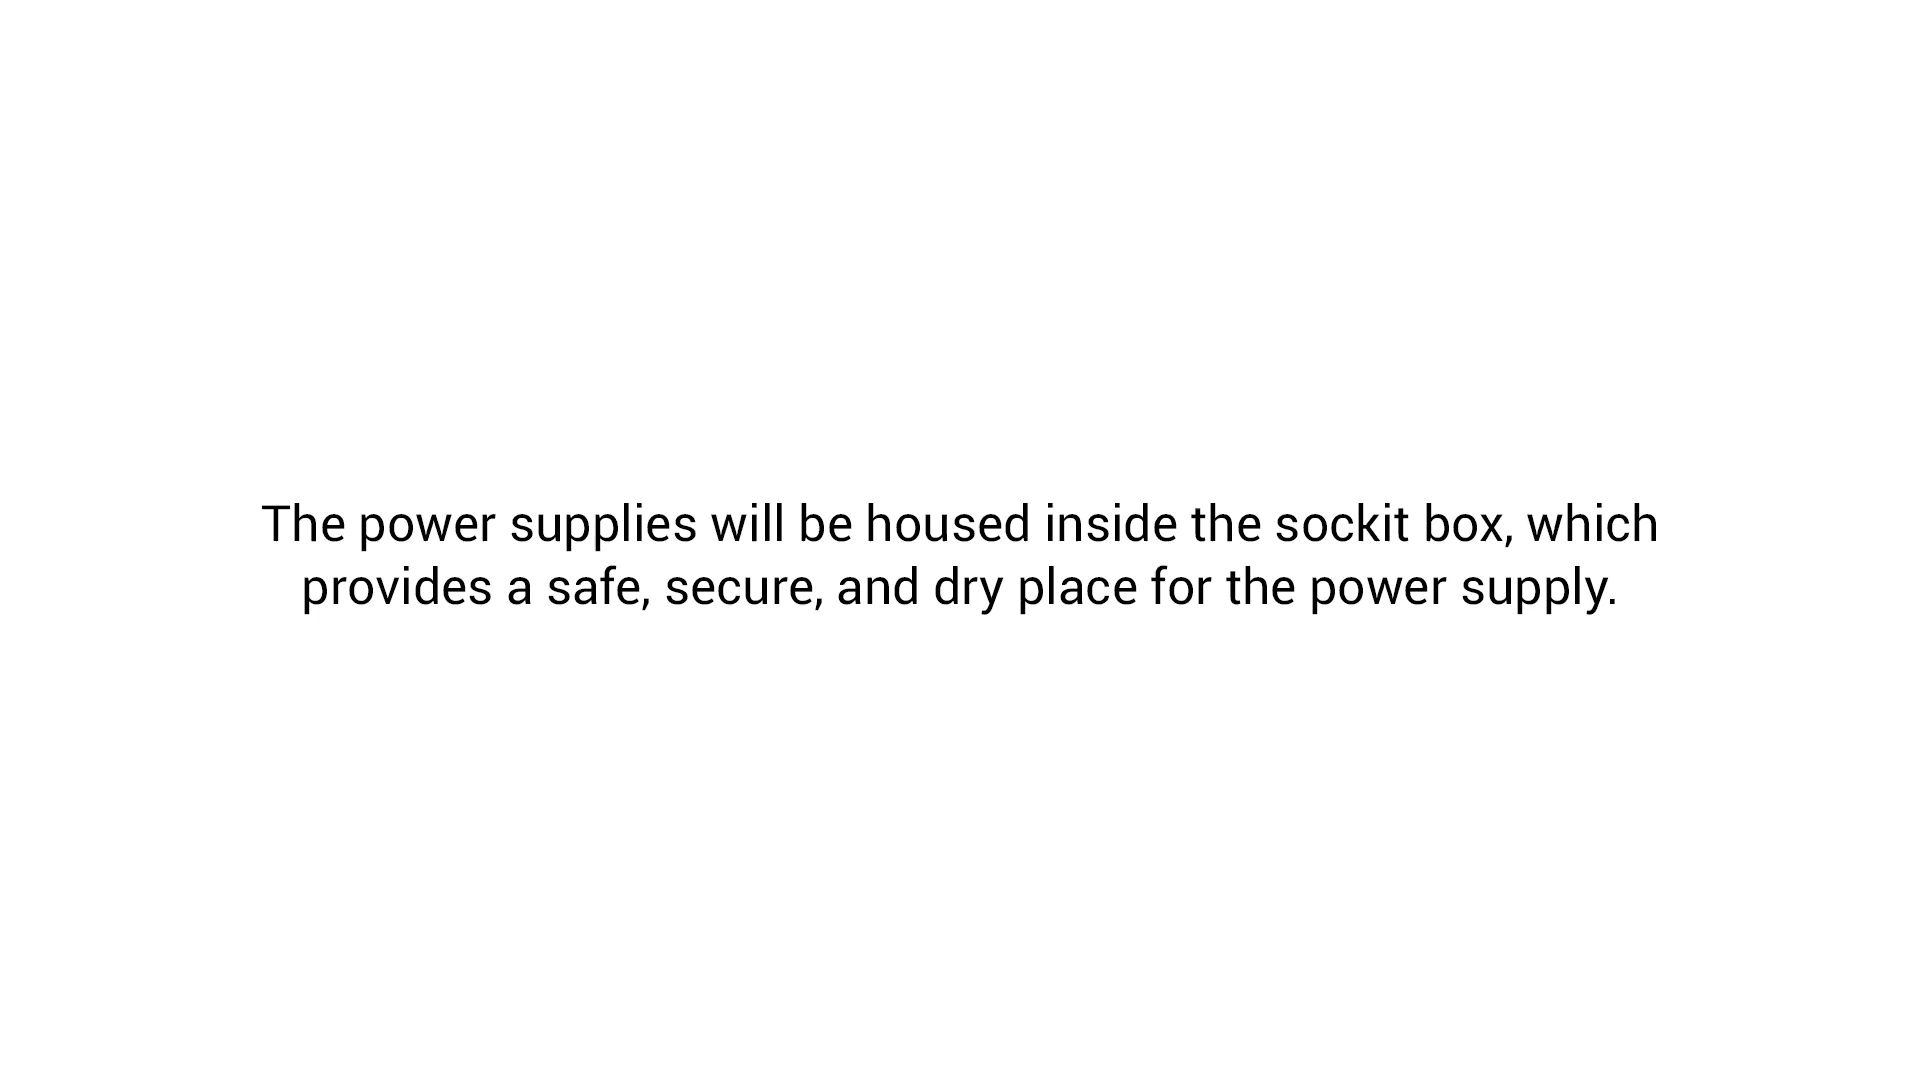 The power supplies will be housed inside the sockit box, which
provides a safe, secure, and dry place for the power supply.